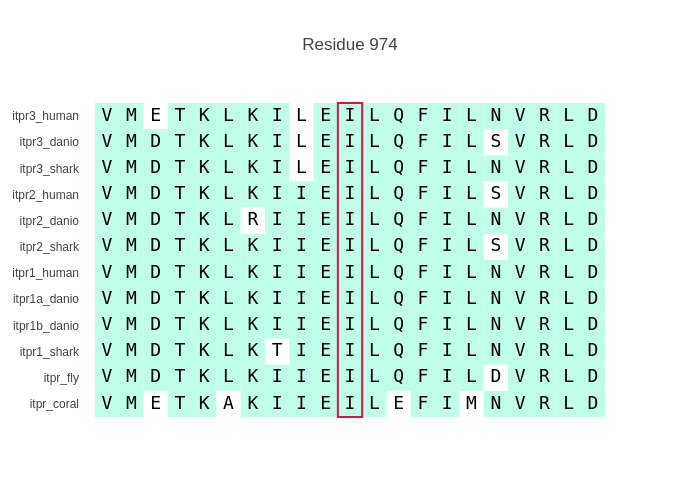 Residue 974
itpr3_human V M E T K L K I L E I L Q F I L N V R L D
itpr3_danio V M D T K L K I L E I L Q F I L S V R L D
itpr3_shark V M D T K L K I L E I L Q F I L N V R L D
itpr2_human V M D T K L K I I E I L Q F I L S V R L D
itpr2_danio V M D T K L R I I E I L Q F I L N V R L D
itpr2_shark V M D T K L K I I E I L Q F I L S V R L D
itpr1_human V M D T K L K I I E I L Q F I L N V R L D
itpr1a_danio V M D T K L K I I E I L Q F I L N V R L D
itpr1b_danio V M D T K L K I I E I L Q F I L N V R L D
itpr1_shark V M D T K L K T I E I L Q F I L N V R L D
itpr_fly V M D T K L K I I E I L Q F I L D V R L D
itpr_coral V M E T K A K I I E I L E F I M N V R L D